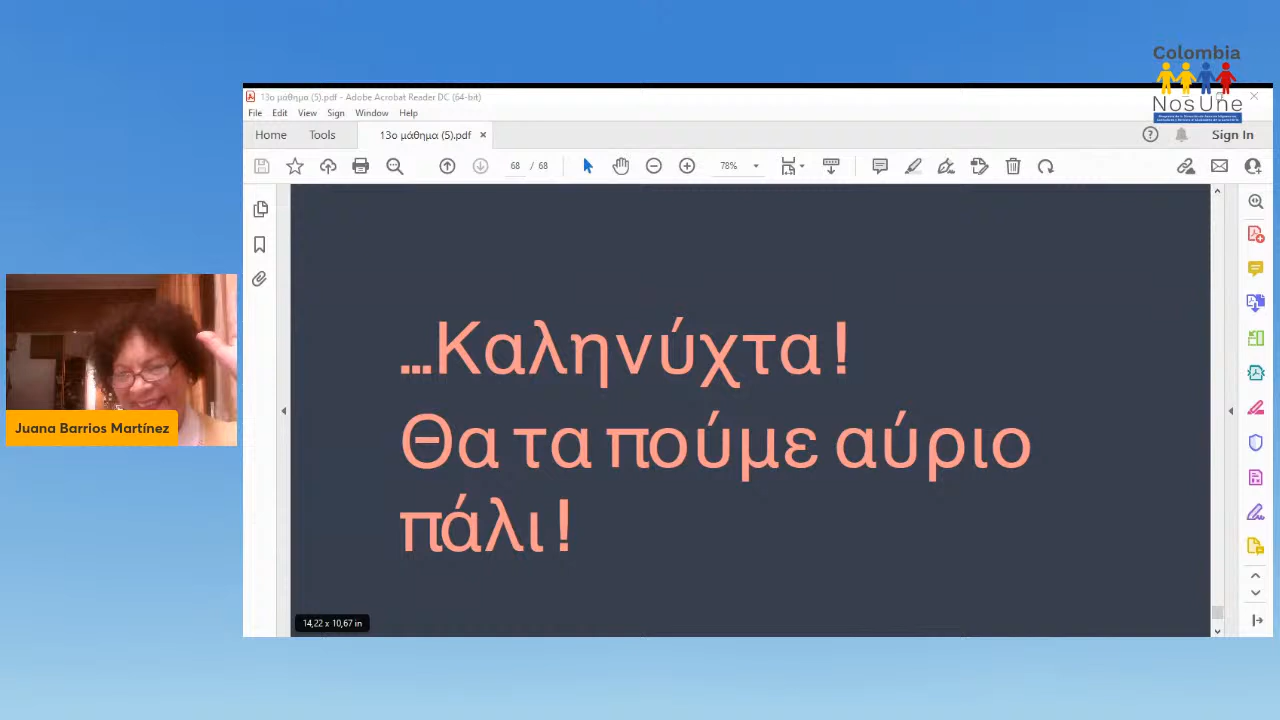 Colombia
NosUne
13ο μάθημα (5).pdf - Adobe Acrobat Reader DC (64-bit)
File Edit View Sign Window Help
Home Tools 13ο μάθημα (5).pdf × Sign In
68 / 68 78%
...Καληνύχτα!
Θα τα πούμε αύριο
πάλι!
Juana Barrios Martínez
14,22 x 10,67 in